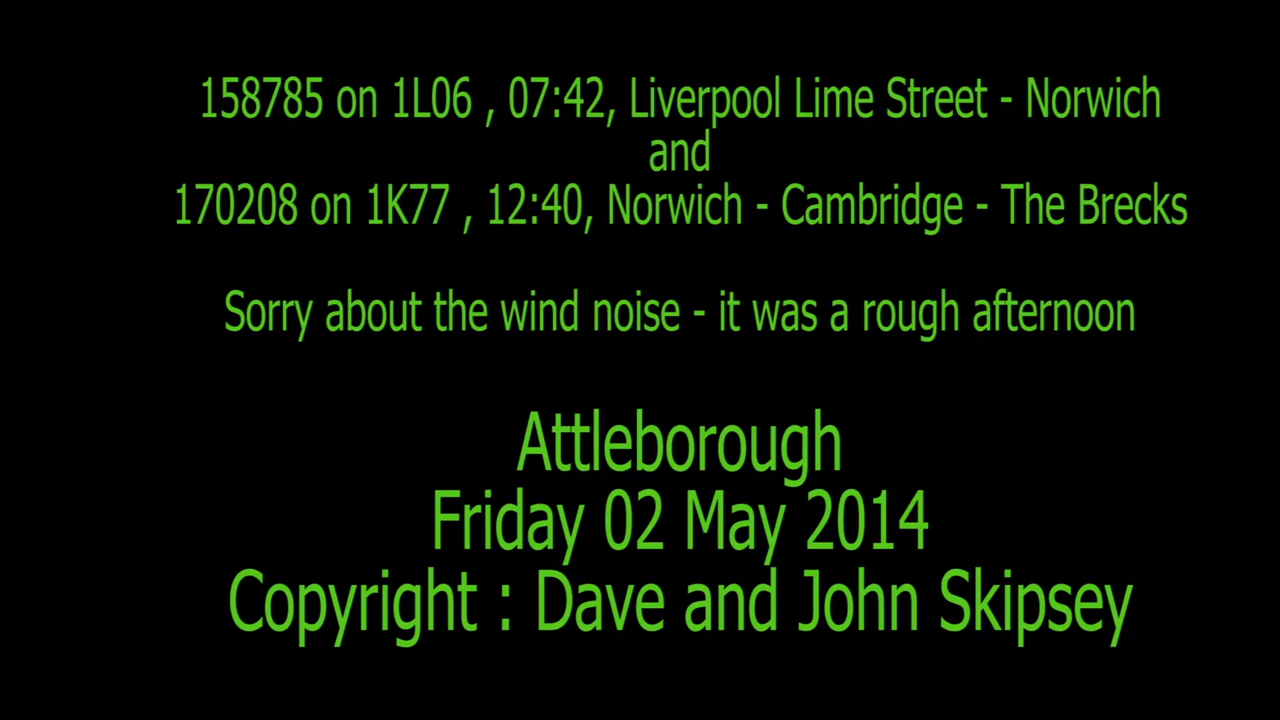 158785 on 1L06 , 07:42, Liverpool Lime Street - Norwich
and
170208 on 1K77 , 12:40, Norwich - Cambridge - The Brecks
Sorry about the wind noise - it was a rough afternoon
Attleborough
Friday 02 May 2014
Copyright : Dave and John Skipsey